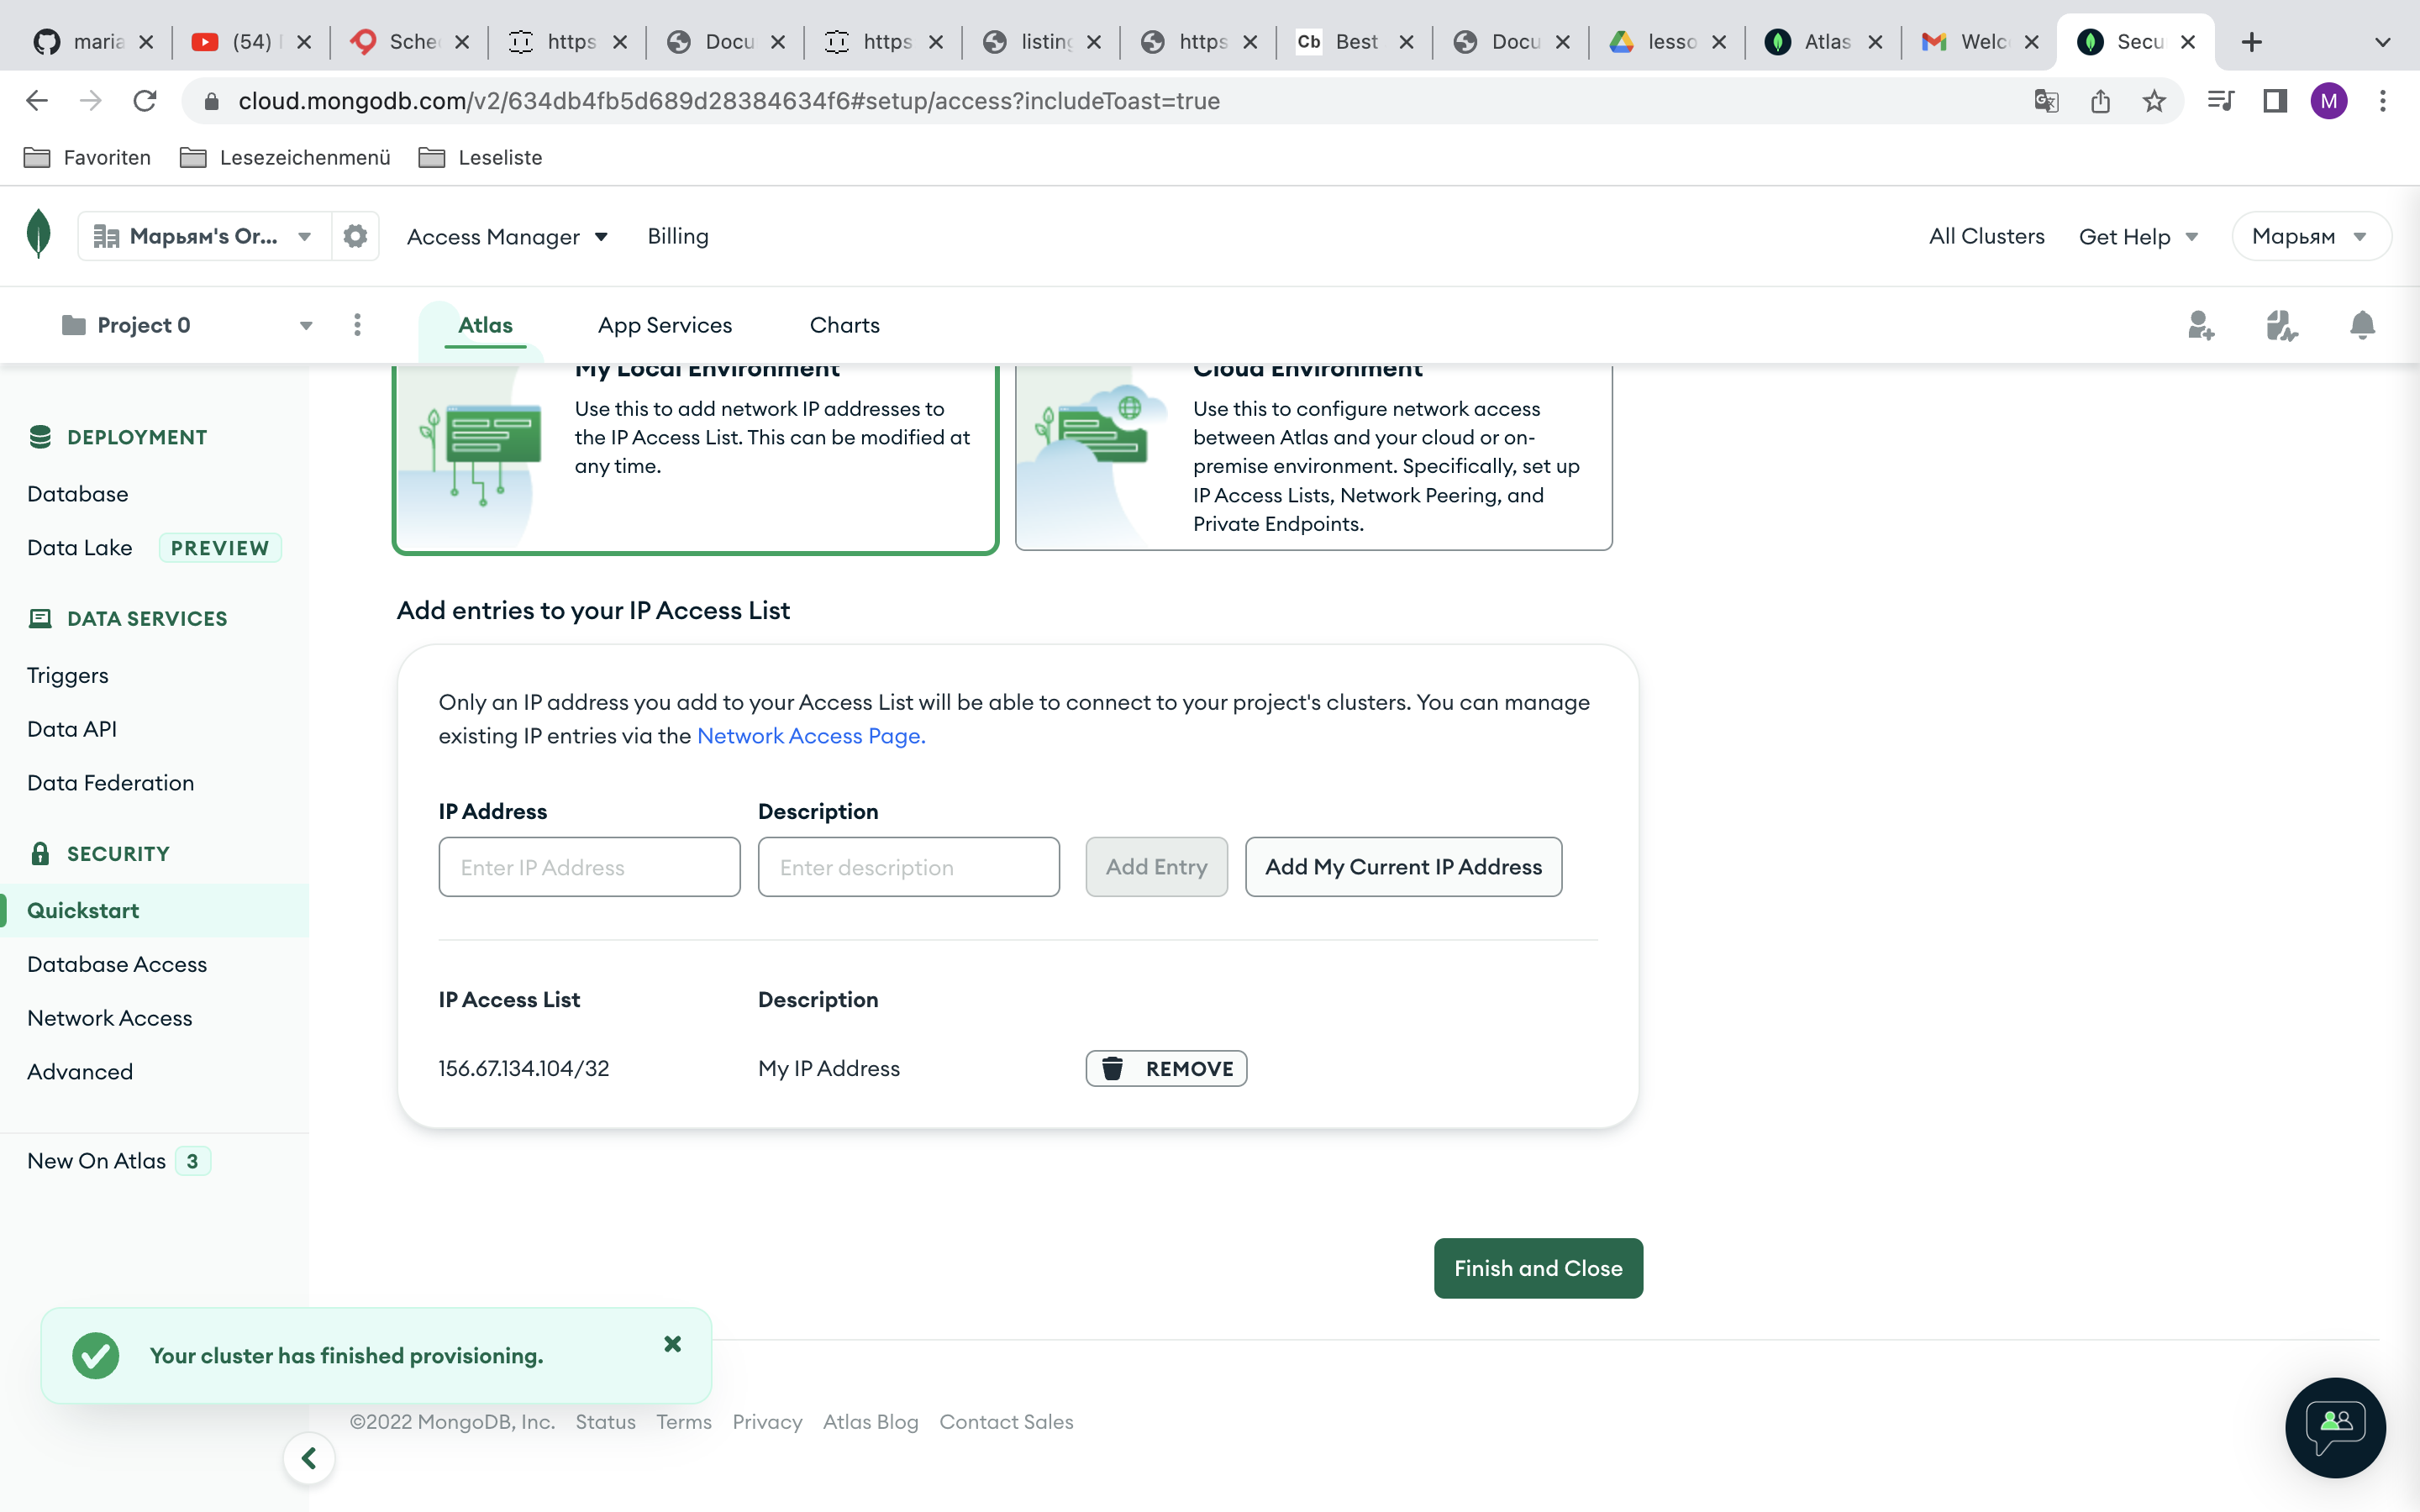 maria
(54)
Sche
https
Docu
https
listing
https
Cb Best
Docu
lesso
Atlas
Welc
Secu
cloud.mongodb.com/v2/634db4fb5d689d28384634f6#setup/access?includeToast=true
M
Favoriten
Lesezeichenmenü
Leseliste
Марьям's Or...
Access Manager
Billing
All Clusters
Get Help
Марьям
Project 0
Atlas
App Services
Charts
DEPLOYMENT
Database
Data Lake PREVIEW
DATA SERVICES
Triggers
Data API
Data Federation
SECURITY
Quickstart
Database Access
Network Access
Advanced
New On Atlas 3
My Local Environment
Use this to add network IP addresses to
the IP Access List. This can be modified at
any time.
Cloud Environment
Use this to configure network access
between Atlas and your cloud or on-
premise environment. Specifically, set up
IP Access Lists, Network Peering, and
Private Endpoints.
Add entries to your IP Access List
Only an IP address you add to your Access List will be able to connect to your project's clusters. You can manage
existing IP entries via the Network Access Page.
IP Address Description
Enter IP Address Enter description Add Entry Add My Current IP Address
IP Access List Description
156.67.134.104/32 My IP Address REMOVE
Finish and Close
Your cluster has finished provisioning.
©2022 MongoDB, Inc. Status Terms Privacy Atlas Blog Contact Sales